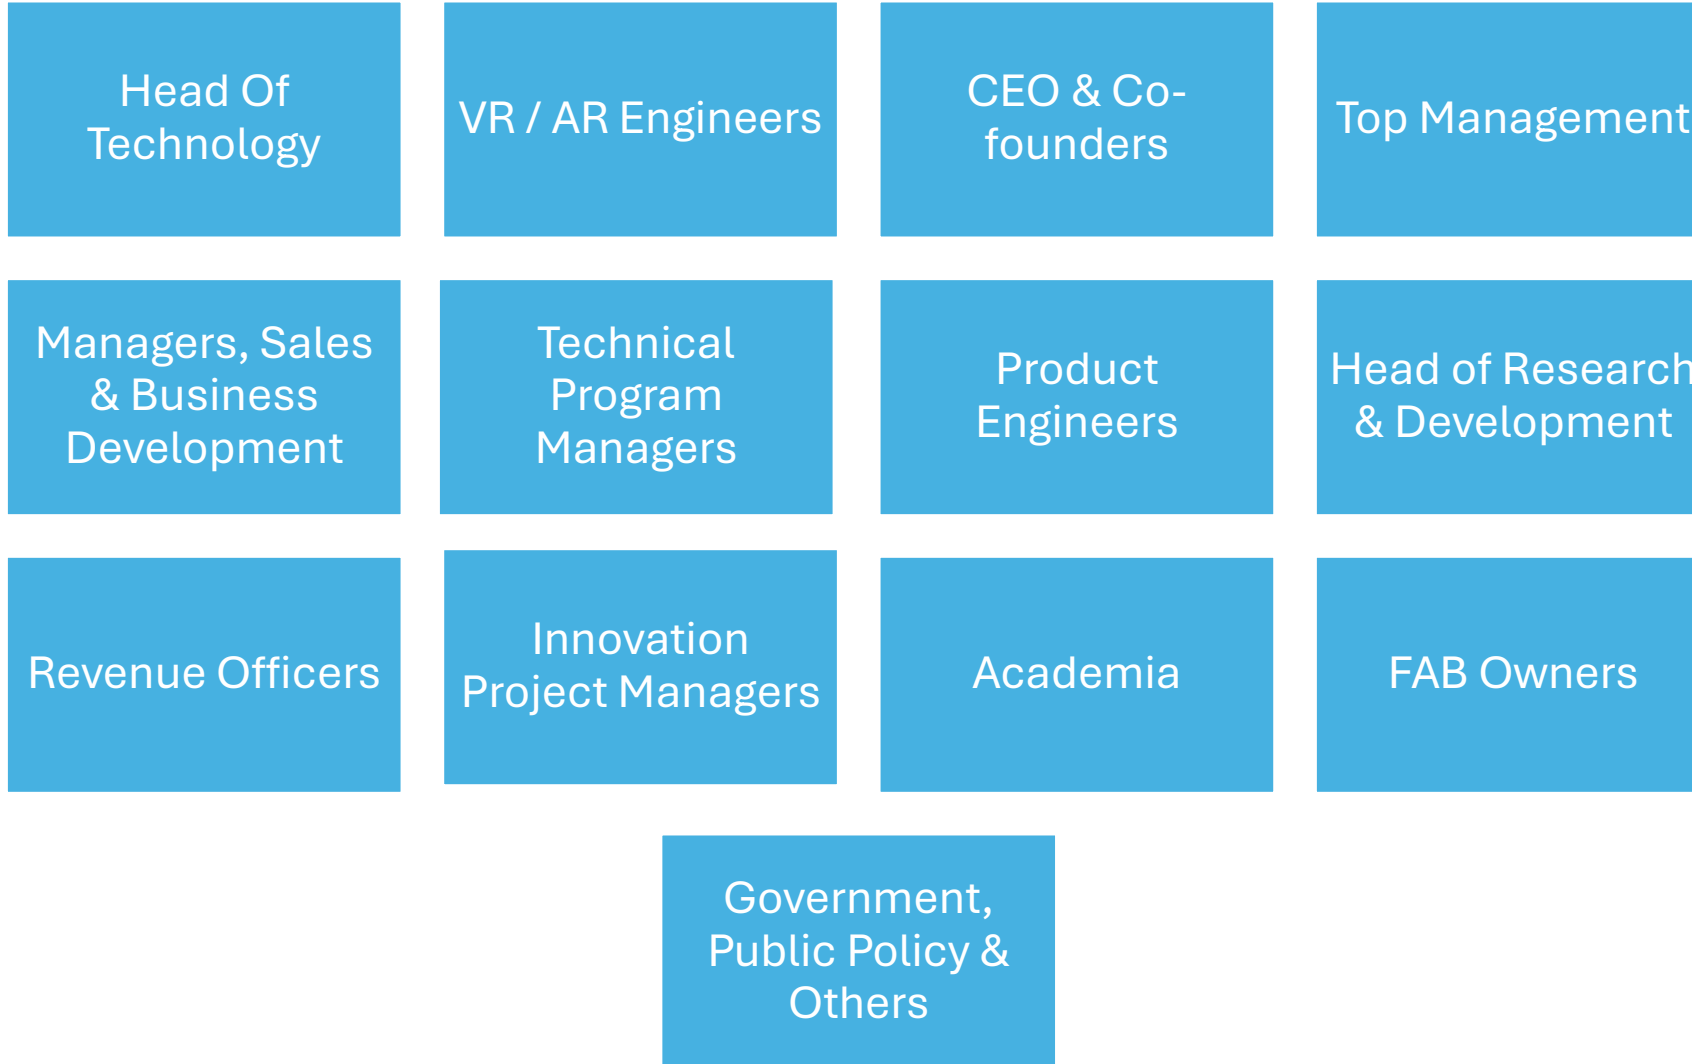 Head Of
Technology
VR / AR Engineers
CEO & Co-
founders
Top Management
Managers, Sales
& Business
Development
Technical
Program
Managers
Product
Engineers
Head of Research
& Development
Revenue Officers
Innovation
Project Managers
Academia
FAB Owners
Government,
Public Policy &
Others